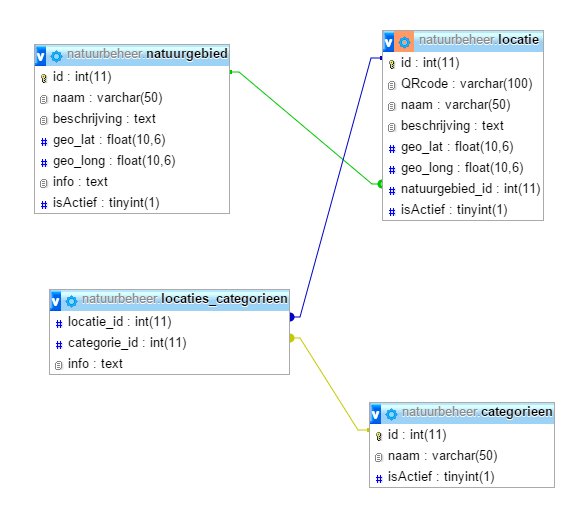 natuurbeheer.natuurgebied
id : int(11)
naam : varchar(50)
beschrijving : text
geo_lat : float(10,6)
geo_long : float(10,6)
info : text
isActief : tinyint(1)
natuurbeheer.locatie
id : int(11)
QRcode : varchar(100)
naam : varchar(50)
beschrijving : text
geo_lat : float(10,6)
geo_long : float(10,6)
natuurgebied_id : int(11)
isActief : tinyint(1)
natuurbeheer.locaties_categorieen
locatie_id : int(11)
categorie_id : int(11)
info : text
natuurbeheer.categorieen
id : int(11)
naam : varchar(50)
isActief : tinyint(1)